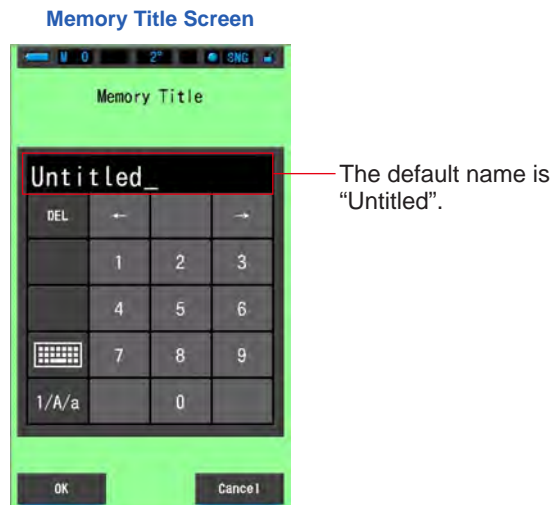 Memory Title Screen
M 0 2° SNG
Memory Title
Untitled_
The default name is
“Untitled”.
DEL ← →
1 2 3
4 5 6
7 8 9
1/A/a 0
OK Cancel